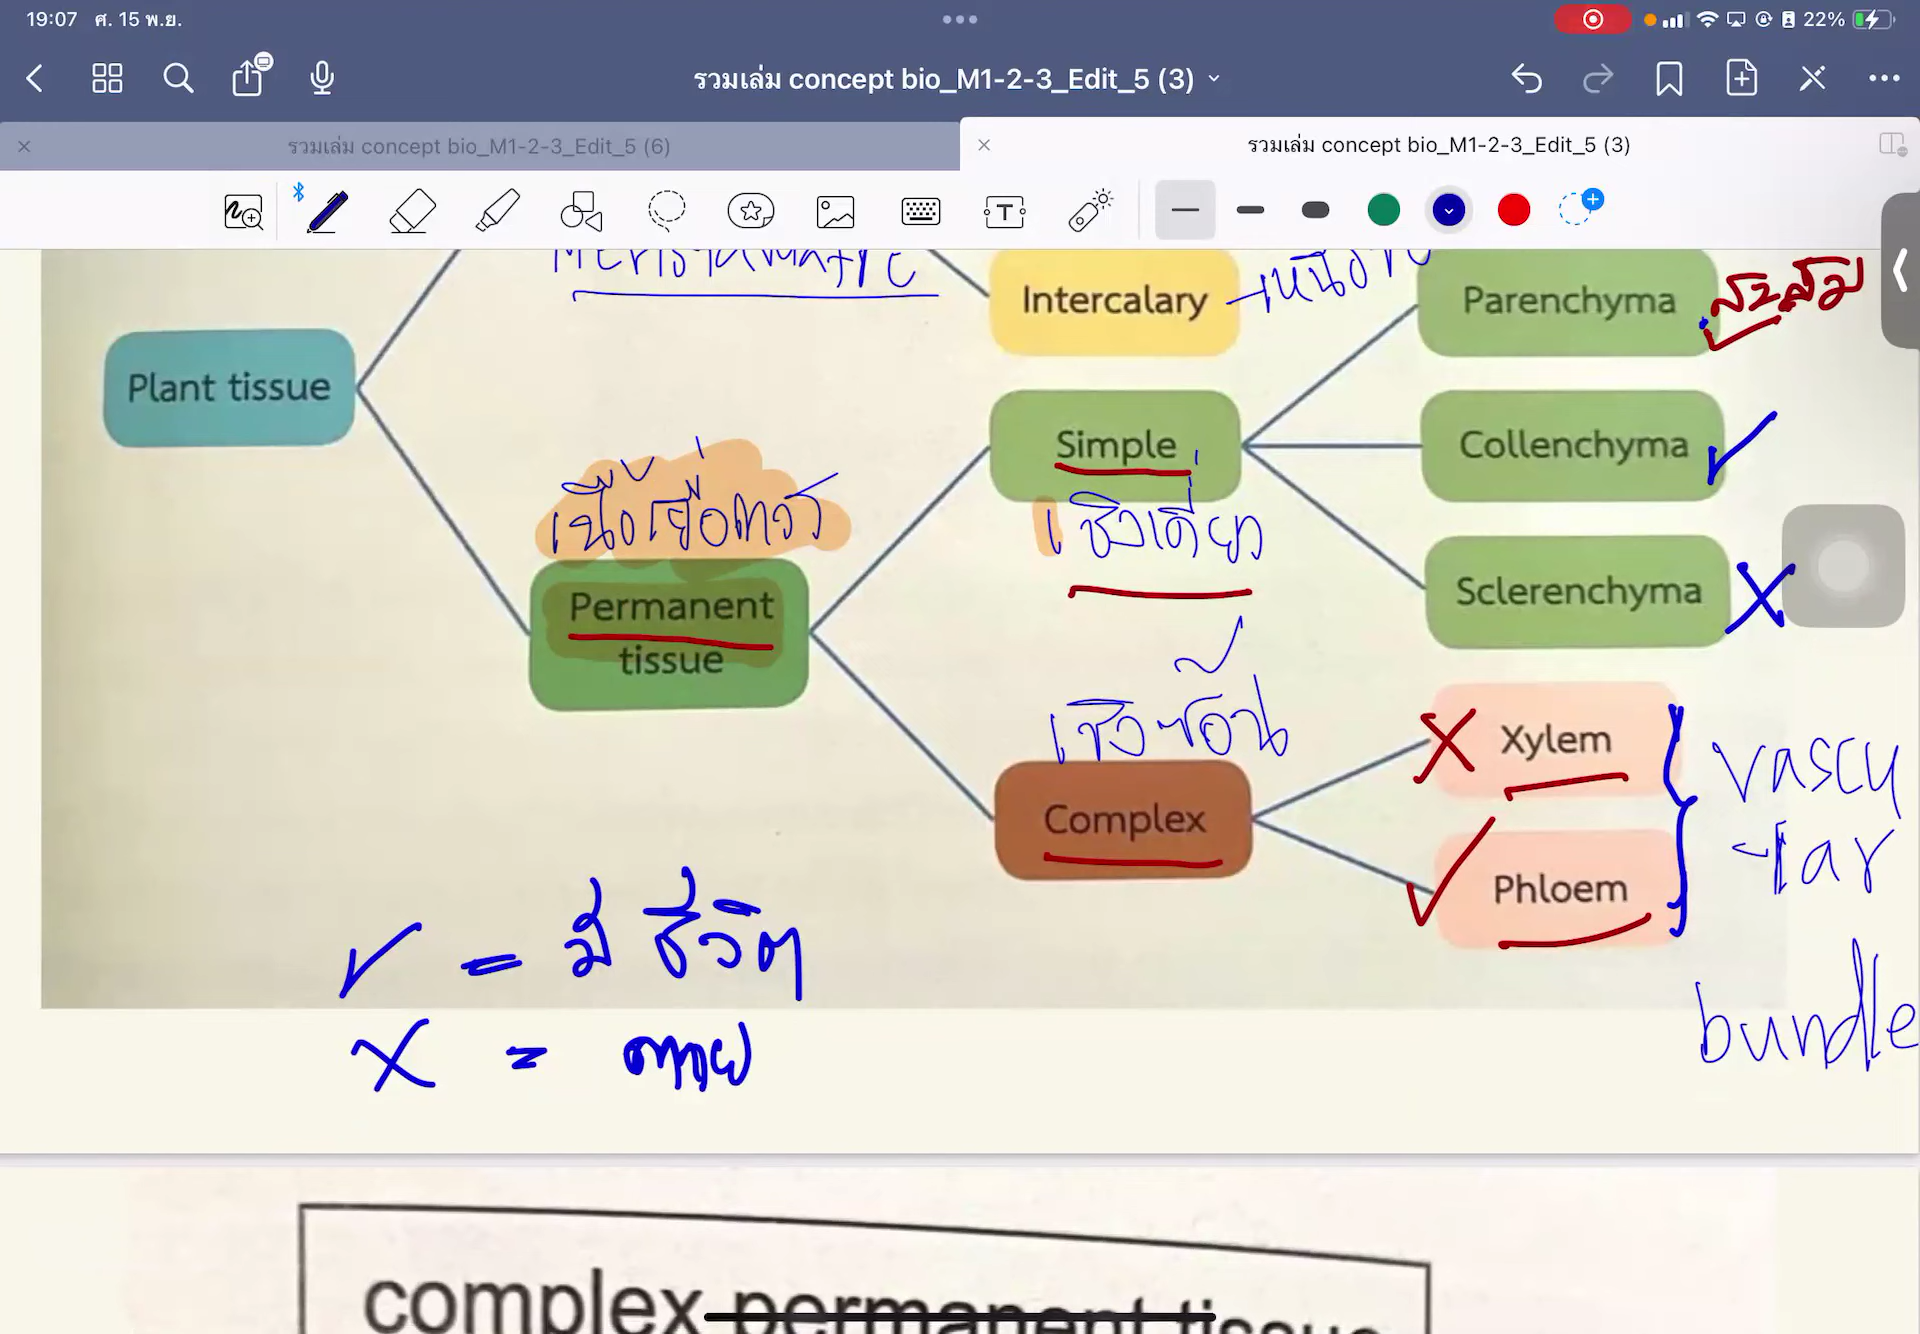 19:07 ศ. 15 พ.ย.
22%
รวมเล่ม concept bio_M1-2-3_Edit_5 (3)
รวมเล่ม concept bio_M1-2-3_Edit_5 (6)
รวมเล่ม concept bio_M1-2-3_Edit_5 (3)
Intercalary
Parenchyma
สะสม
Plant tissue
Simple
Collenchyma
เนื้อเยื่อถาวร
เชิงเดี่ยว
Permanent
tissue
Sclerenchyma
เชิงซ้อน
Xylem
Complex
Phloem
vascu
-lar
bundle
✓ = มีชีวิต
X = ตาย
complex permanent tissue